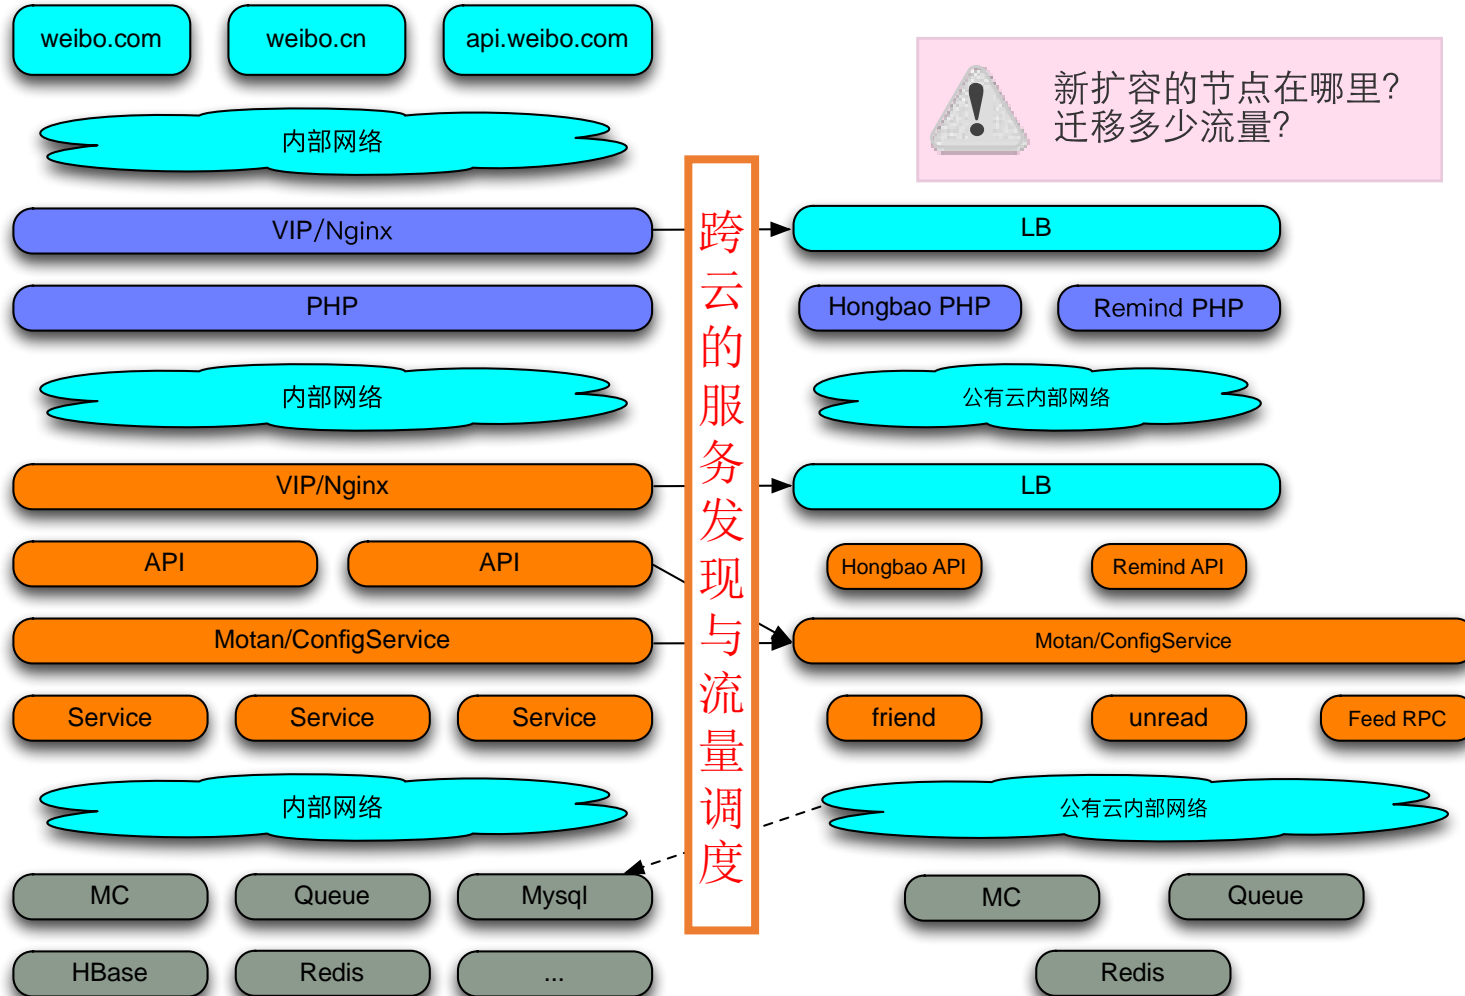 weibo.com
weibo.cn
api.weibo.com
新扩容的节点在哪里？
迁移多少流量？
内部网络
VIP/Nginx
LB
PHP
Hongbao PHP
Remind PHP
内部网络
公有云内部网络
VIP/Nginx
LB
API
API
Hongbao API
Remind API
Motan/ConfigService
Motan/ConfigService
Service
Service
Service
friend
unread
Feed RPC
内部网络
公有云内部网络
MC
Queue
Mysql
MC
Queue
HBase
Redis
...
Redis
跨云的服务发现与流量调度